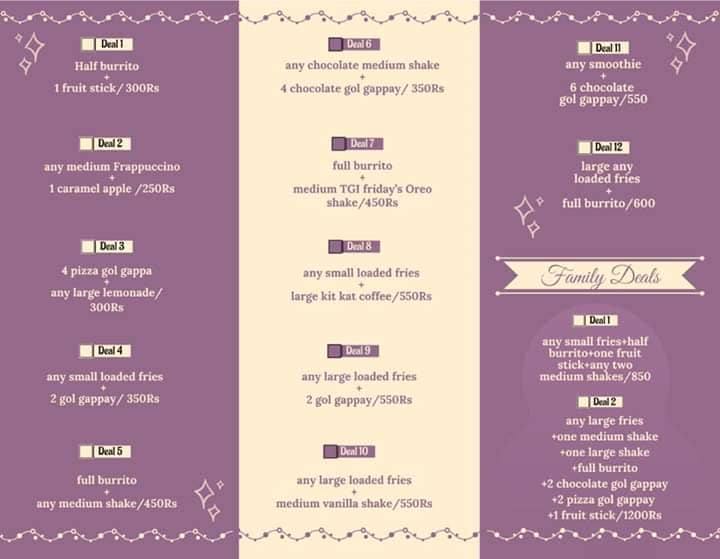 Deal 1
Half burrito
+
1 fruit stick/ 300Rs
Deal 2
any medium Frappuccino
+
1 caramel apple /250Rs
Deal 3
4 pizza gol gappa
+
any large lemonade/
300Rs
Deal 4
any small loaded fries
+
2 gol gappay/ 350Rs
Deal 5
full burrito
+
any medium shake/450Rs
Deal 6
any chocolate medium shake
+
4 chocolate gol gappay/ 350Rs
Deal 7
full burrito
+
medium TGI friday's Oreo
shake/450Rs
Deal 8
any small loaded fries
+
large kit kat coffee/550Rs
Deal 9
any large loaded fries
+
2 gol gappay/550Rs
Deal 10
any large loaded fries
+
medium vanilla shake/550Rs
Deal 11
any smoothie
+
6 chocolate
gol gappay/550
Deal 12
large any
loaded fries
+
full burrito/600
Family Deals
Deal 1
any small fries+half
burrito+one fruit
stick+any two
medium shakes/850
Deal 2
any large fries
+one medium shake
+one large shake
+full burrito
+2 chocolate gol gappay
+2 pizza gol gappay
+1 fruit stick/1200Rs